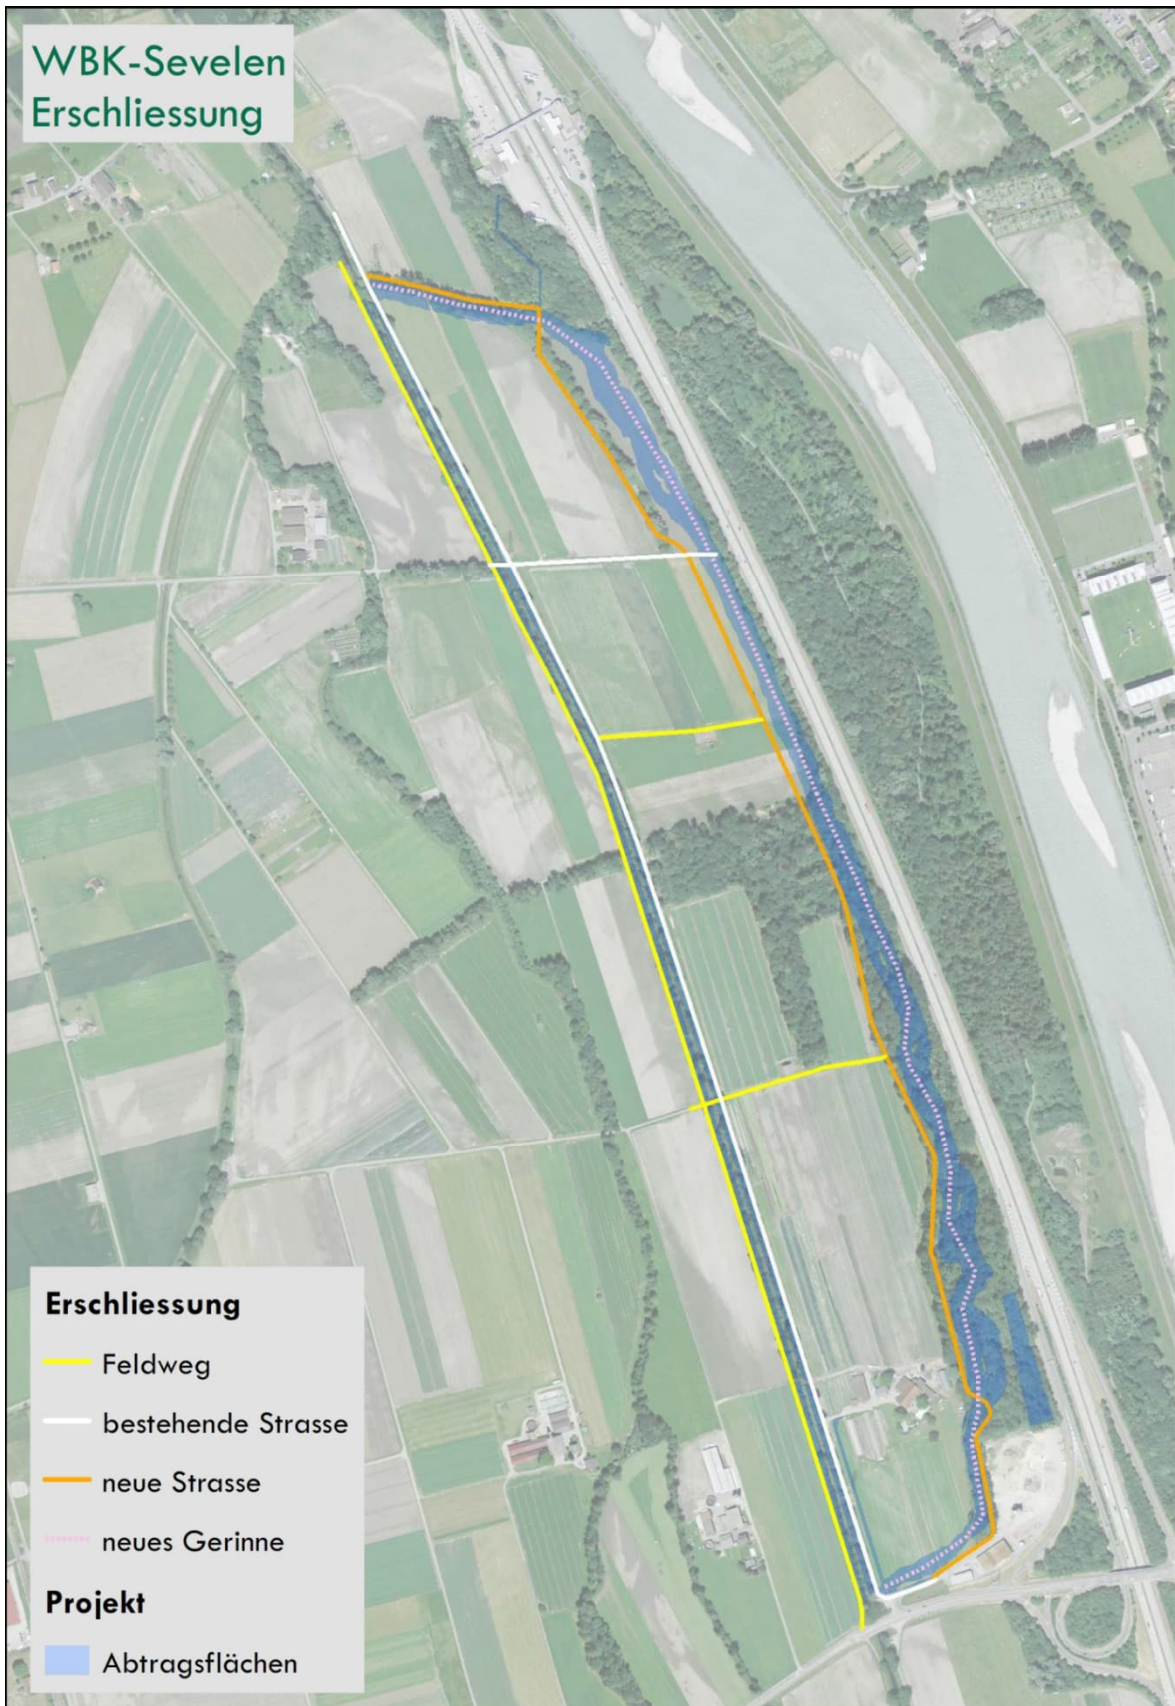 WBK-Sevelen
Erschliessung
Erschliessung
Feldweg
bestehende Strasse
neue Strasse
neues Gerinne
Projekt
Abtragsflächen